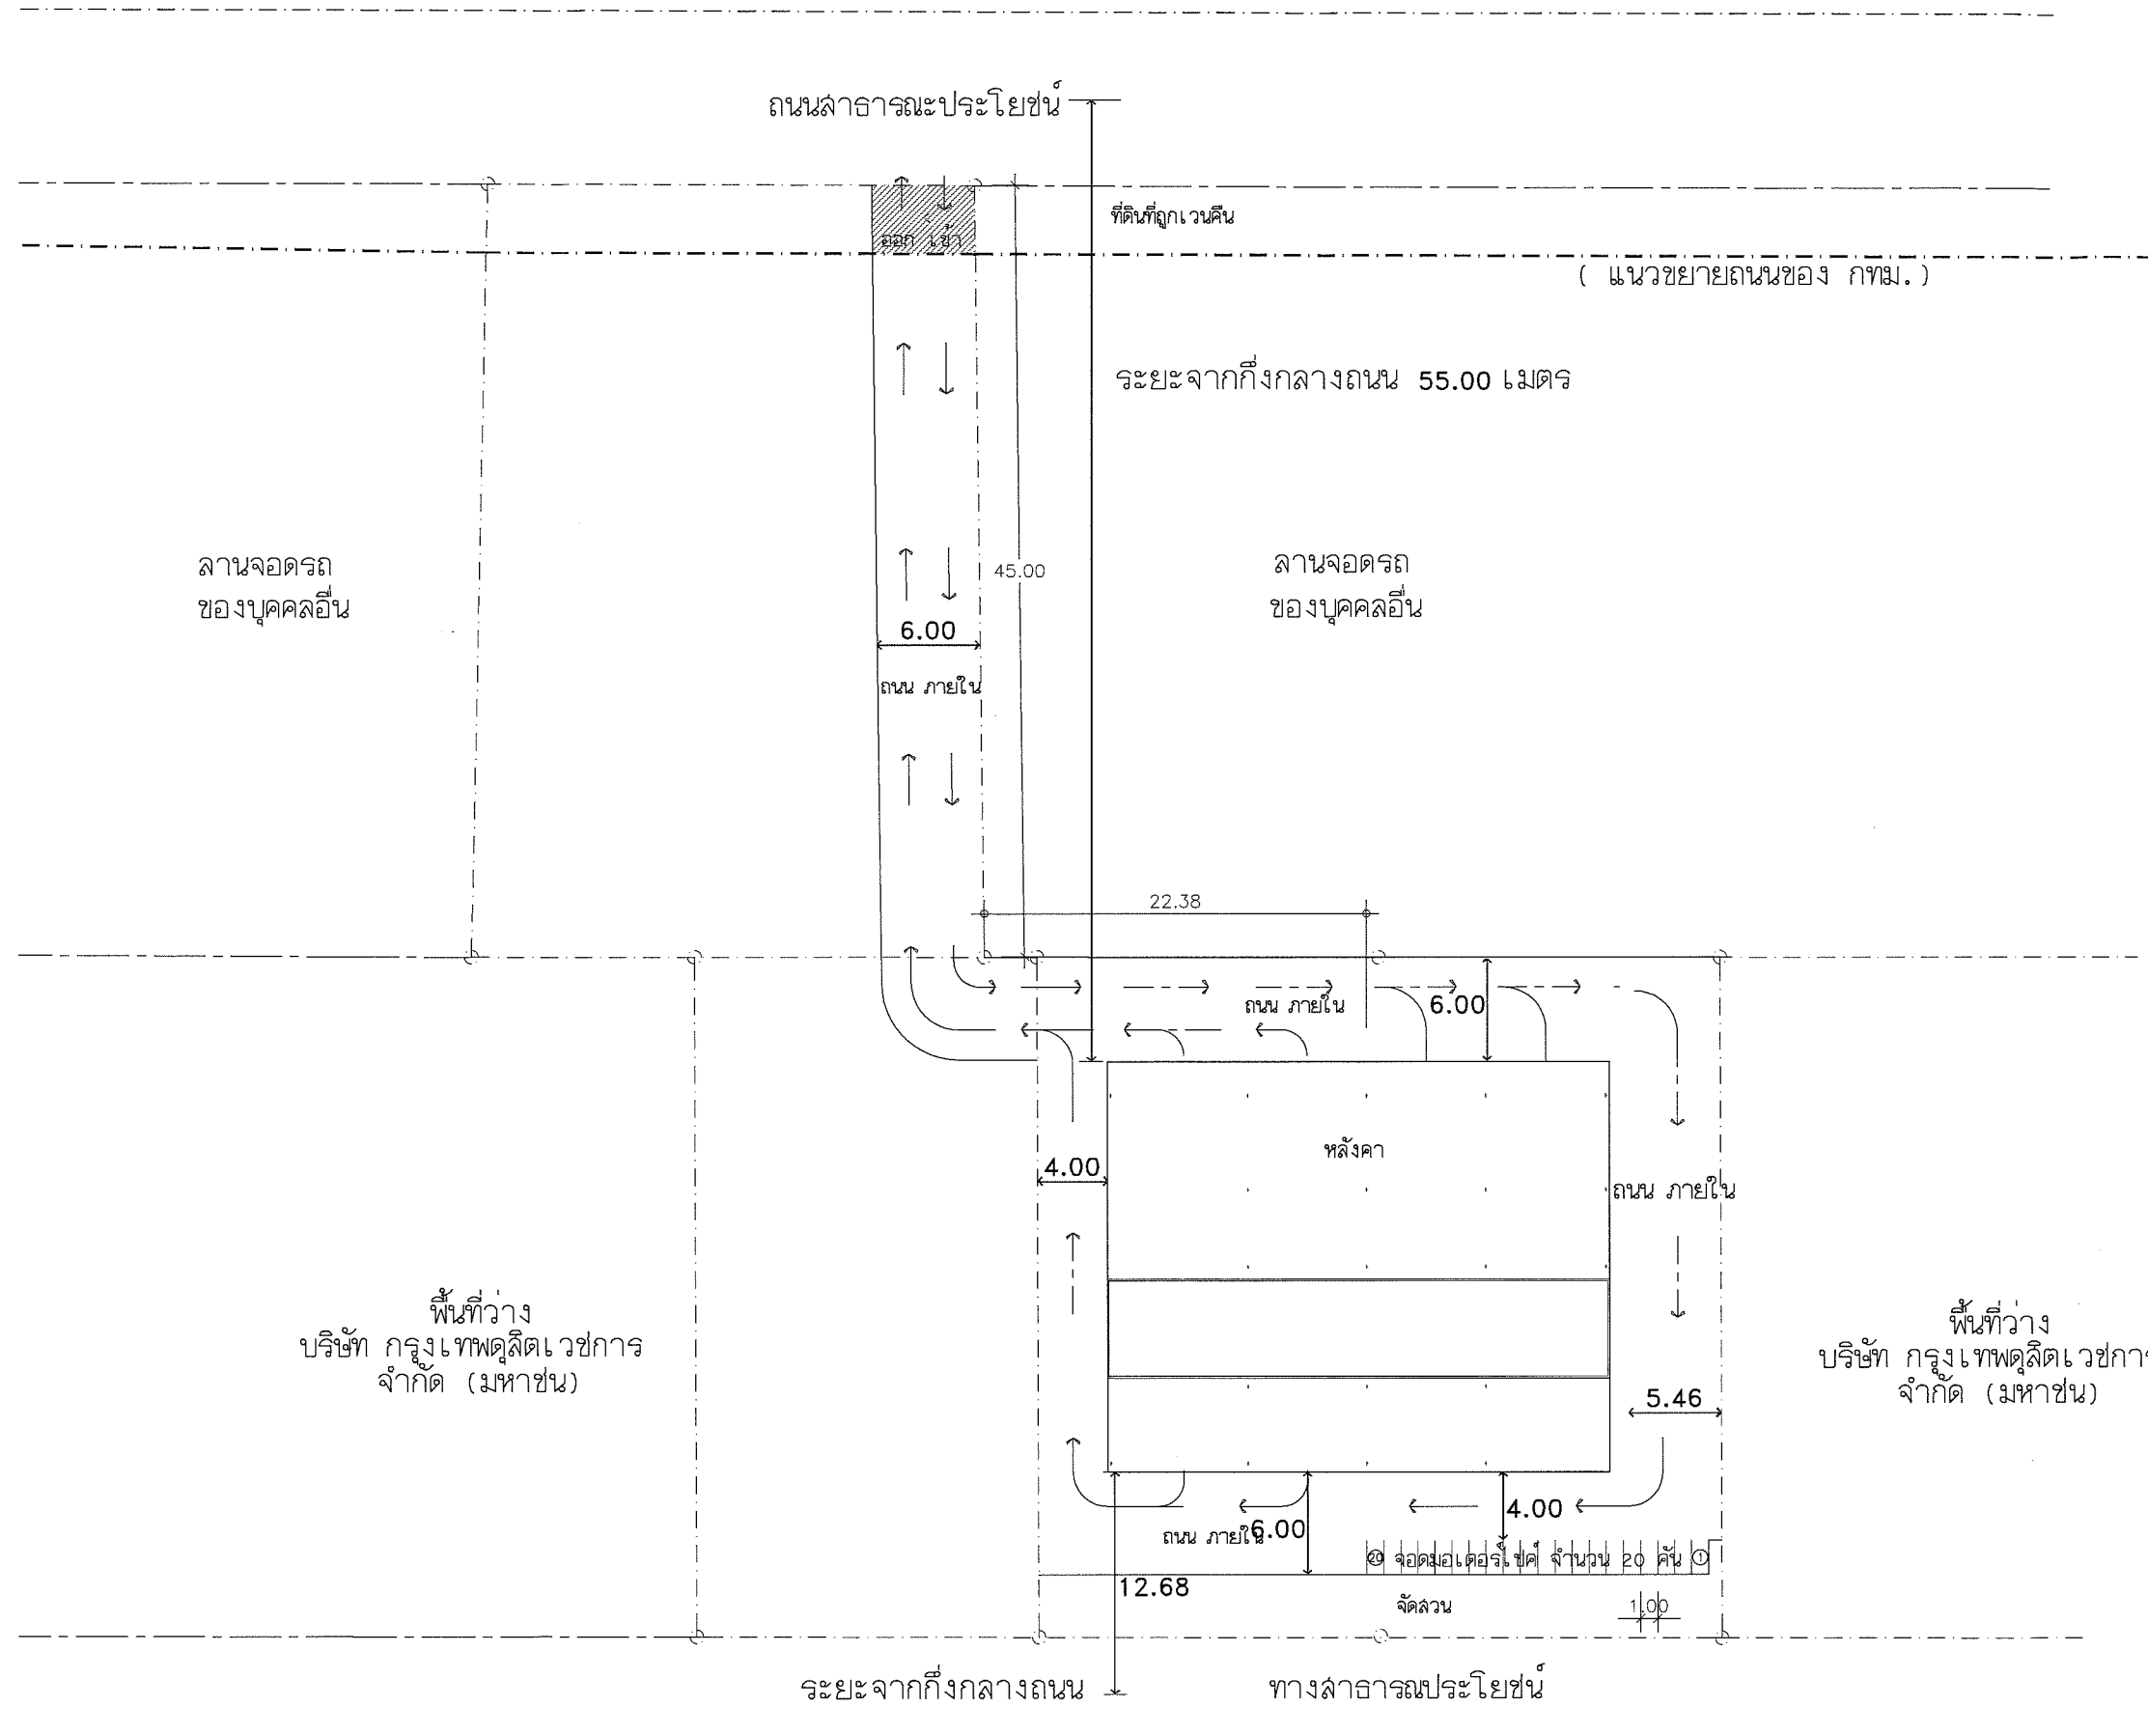 ถนนสาธารณะประโยชน์
ที่ดินที่ถูกเวนคืน
ออก เข้า
( แนวขยายถนนของ กทม.)
ระยะจากกึ่งกลางถนน 55.00 เมตร
ลานจอดรถ
ของบุคคลอื่น
45.00
ลานจอดรถ
ของบุคคลอื่น
6.00
ถนน ภายใน
22.38
ถนน ภายใน
6.00
หลังคา
4.00
ถนน ภายใน
พื้นที่ว่าง
บริษัท กรุงเทพดุสิตเวชการ
จำกัด (มหาชน)
พื้นที่ว่าง
บริษัท กรุงเทพดุสิตเวชการ
จำกัด (มหาชน)
5.46
4.00
ถนน ภายใน
6.00
20 จอดมอเตอร์ไซค์ จำนวน 20 คัน 1
12.68
จัดสวน
1.00
ระยะจากกึ่งกลางถนน
ทางสาธารณประโยชน์